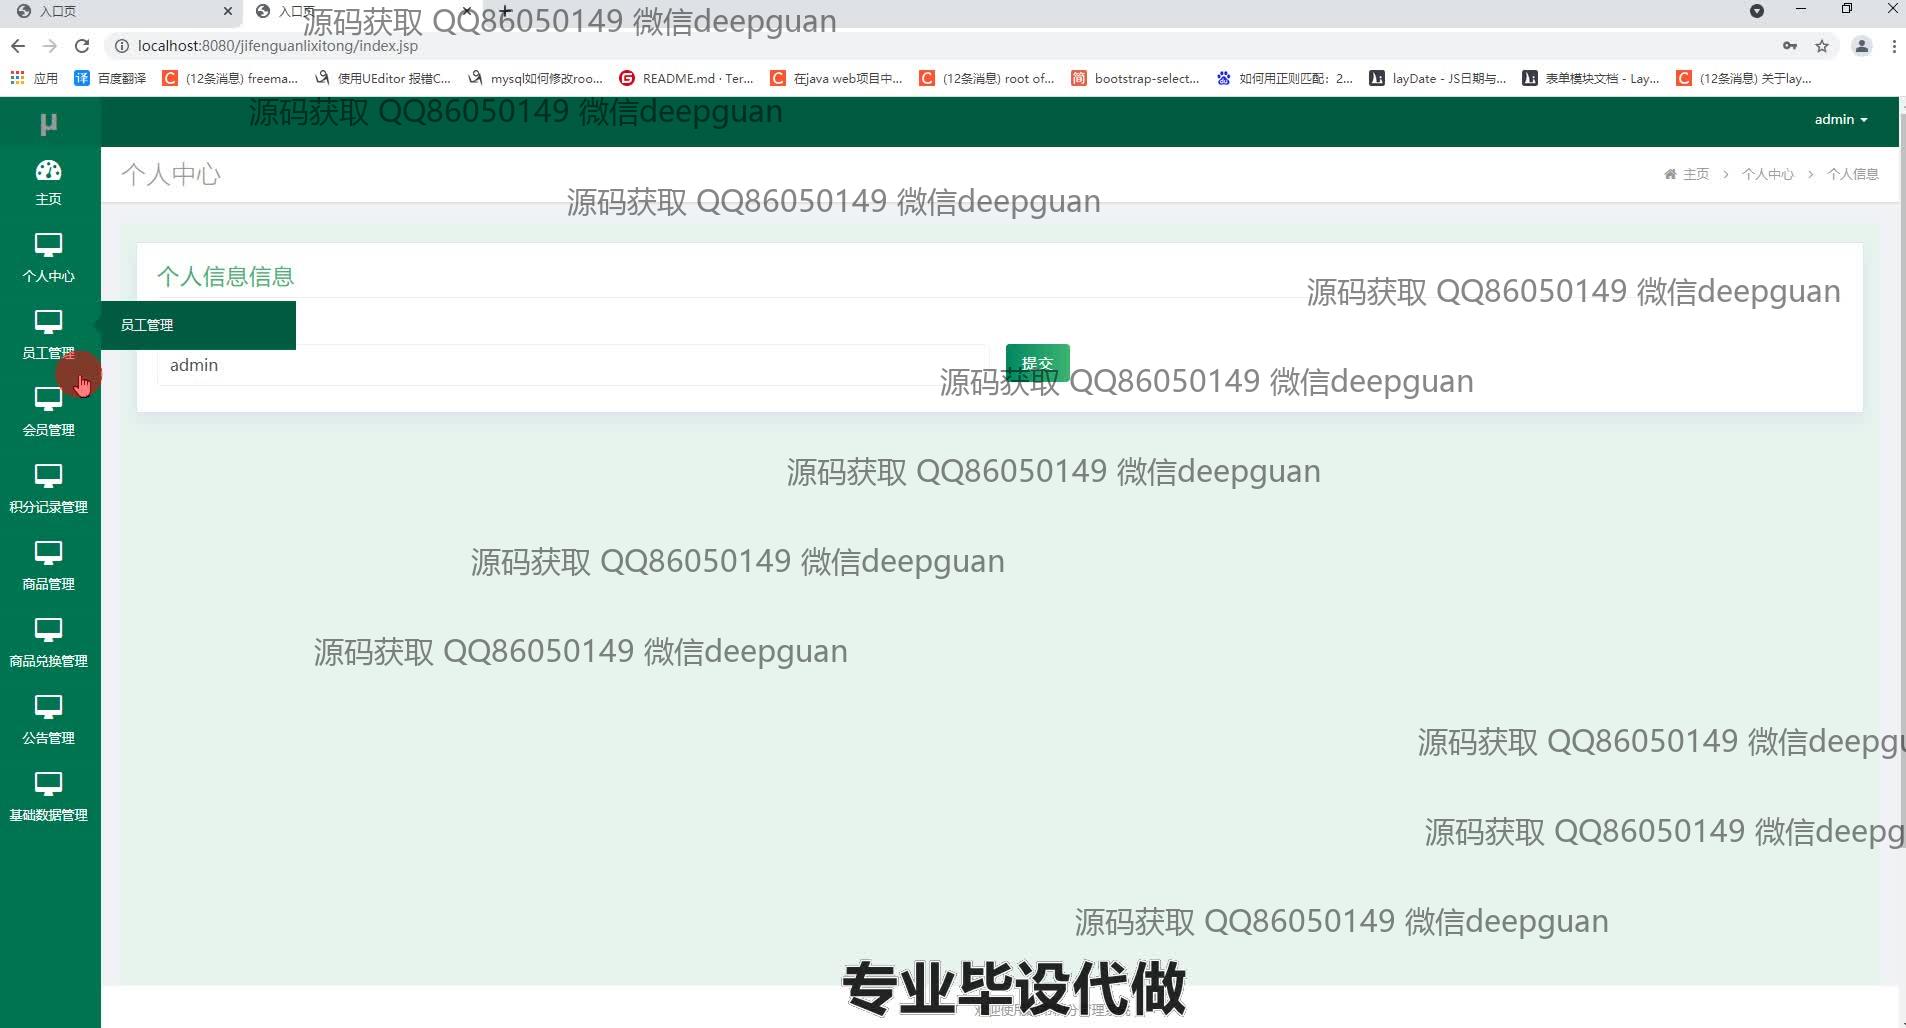 入口页
入口页
源码获取 QQ86050149 微信deepguan
localhost:8080/jifenguanlixitong/index.jsp
应用
百度翻译
(12条消息) freema...
使用UEditor 报错C...
mysql如何修改roo...
README.md · Ter...
在java web项目中...
(12条消息) root of...
bootstrap-select...
如何用正则匹配：2...
layDate - JS日期与...
表单模块文档 - Lay...
(12条消息) 关于lay...
源码获取 QQ86050149 微信deepguan
μ
admin
个人中心
主页 > 个人中心 > 个人信息
源码获取 QQ86050149 微信deepguan
主页
个人中心
员工管理
会员管理
积分记录管理
商品管理
商品兑换管理
公告管理
基础数据管理
个人信息信息
源码获取 QQ86050149 微信deepguan
员工管理
admin
提交
源码获取 QQ86050149 微信deepguan
源码获取 QQ86050149 微信deepguan
源码获取 QQ86050149 微信deepguan
源码获取 QQ86050149 微信deepguan
源码获取 QQ86050149 微信deepgu
源码获取 QQ86050149 微信deepg
源码获取 QQ86050149 微信deepguan
专业毕设代做